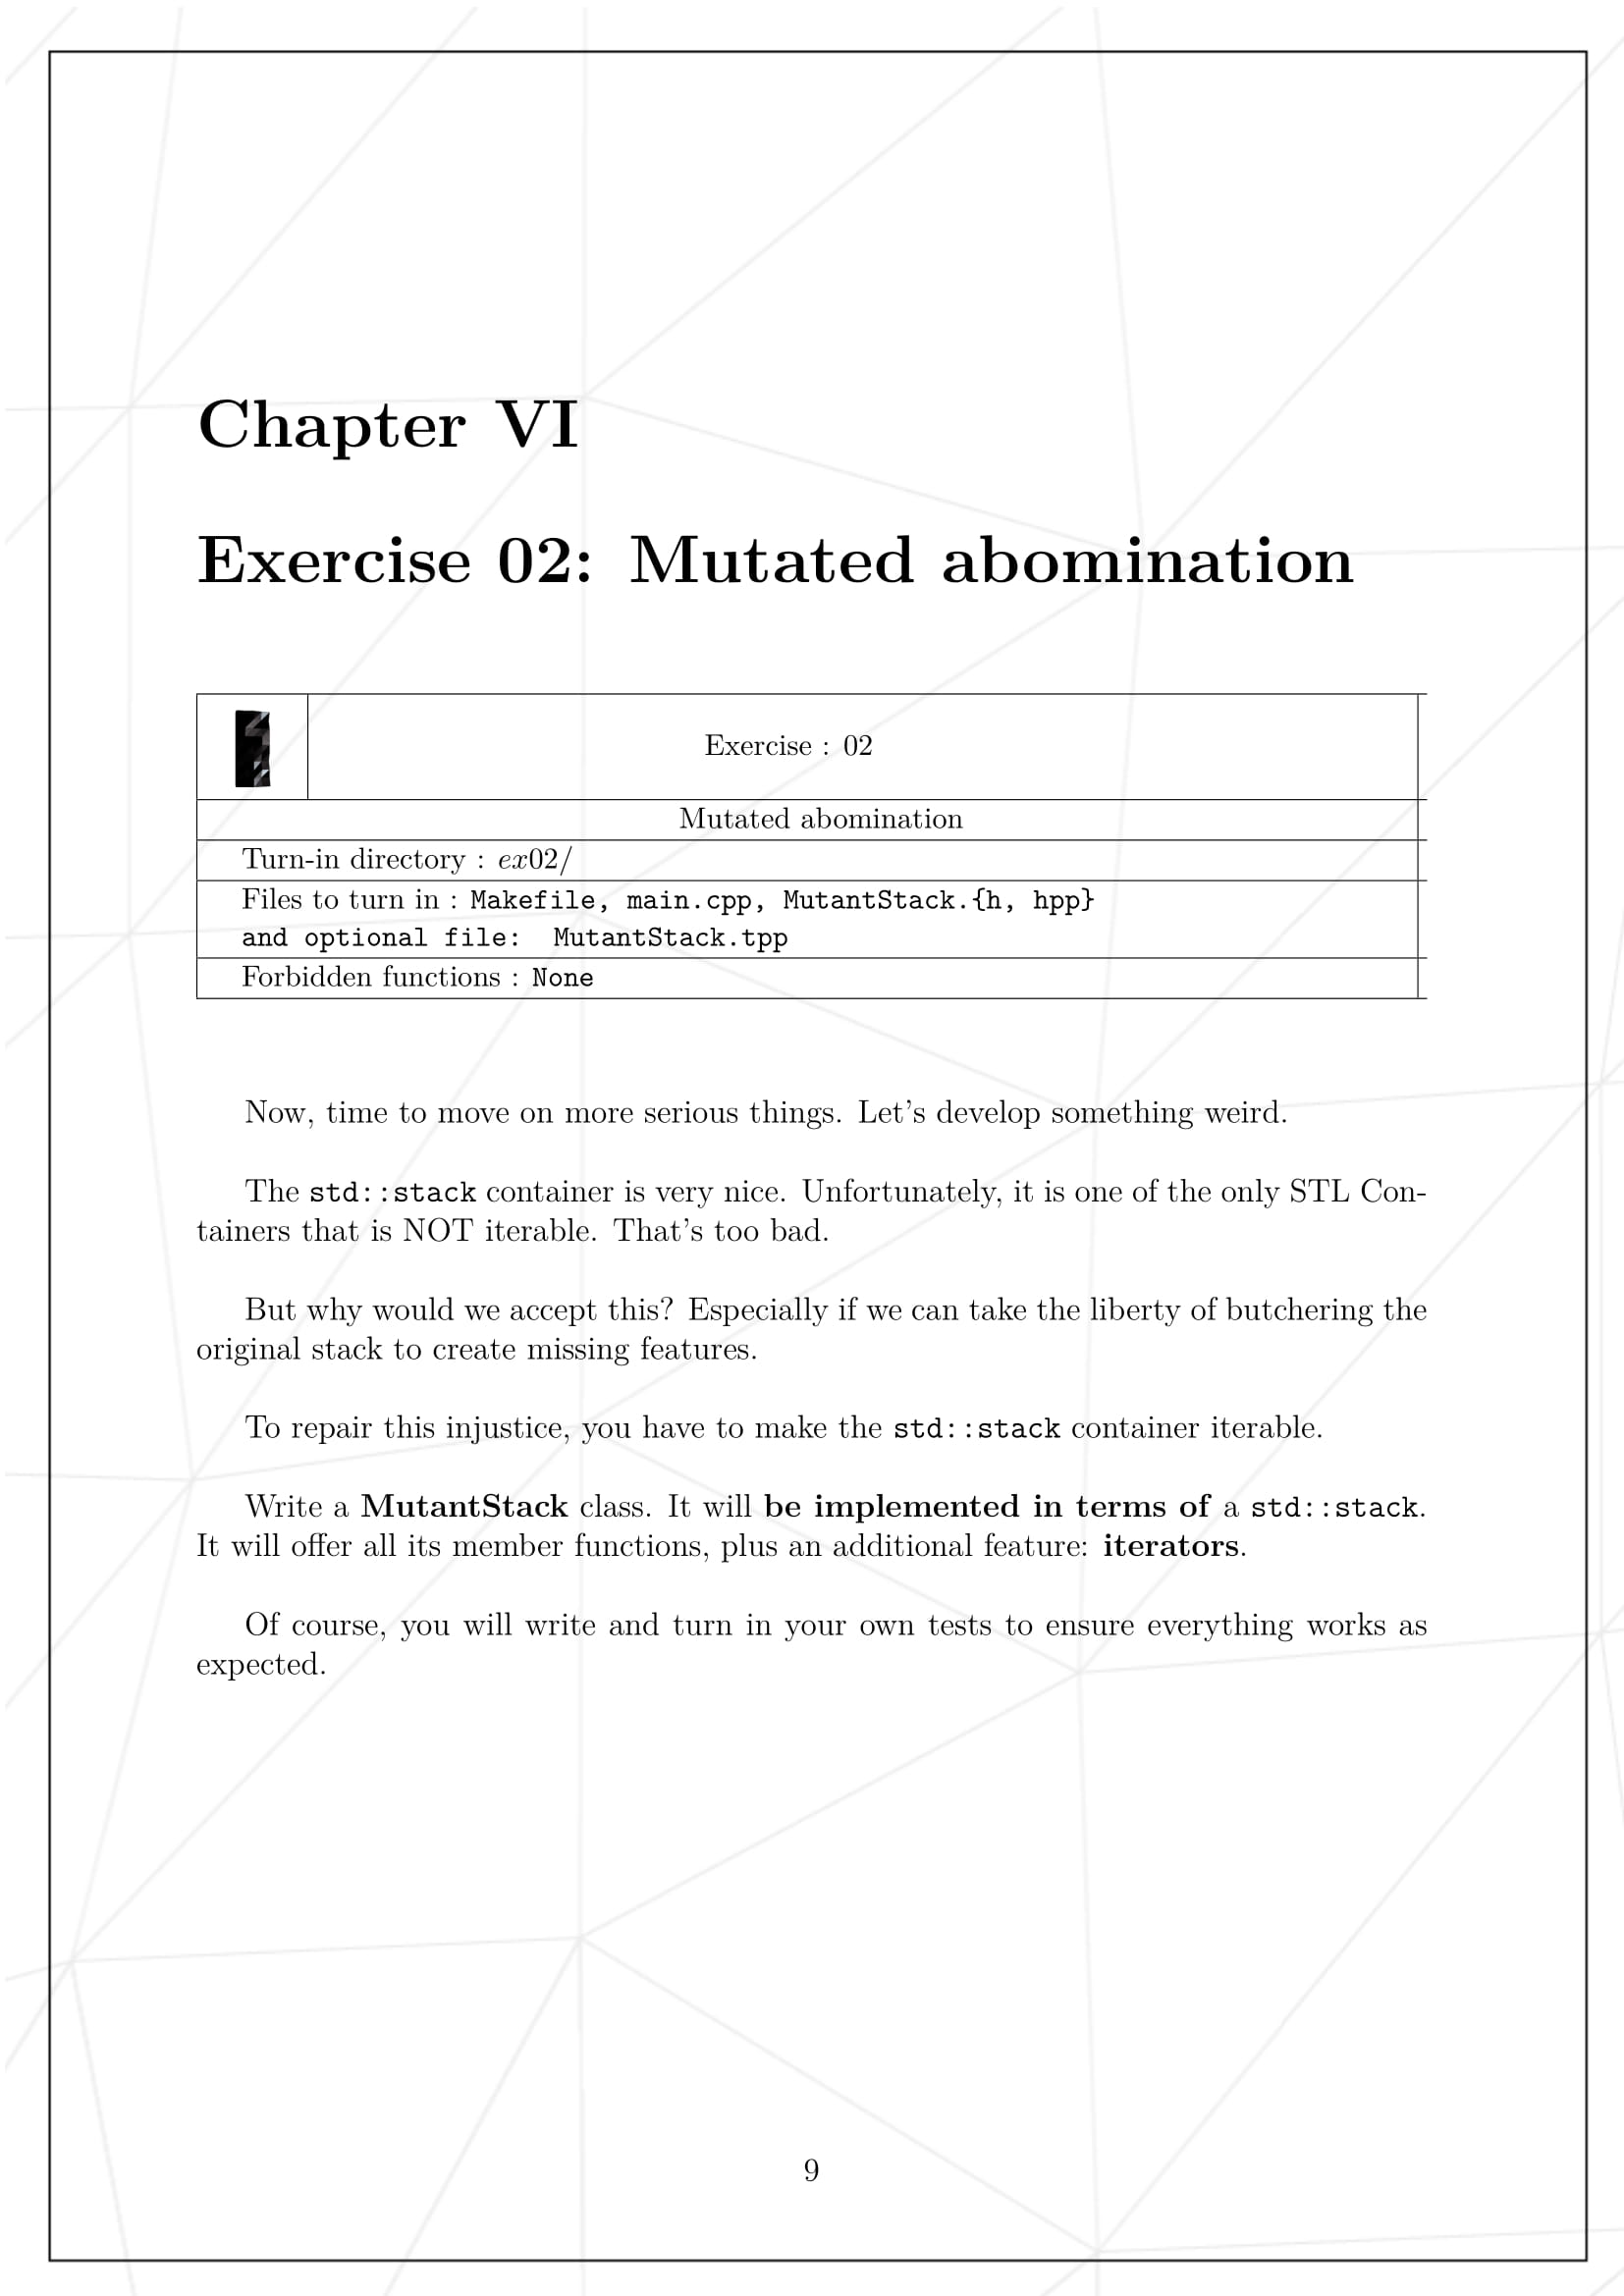 Chapter VI
Exercise 02: Mutated abomination
Exercise : 02
Mutated abomination
Turn-in directory : ex02/
Files to turn in : Makefile, main.cpp, MutantStack.{h, hpp}
and optional file: MutantStack.tpp
Forbidden functions : None
Now, time to move on more serious things. Let's develop something weird.
The std::stack container is very nice. Unfortunately, it is one of the only STL Con-
tainers that is NOT iterable. That's too bad.
But why would we accept this? Especially if we can take the liberty of butchering the
original stack to create missing features.
To repair this injustice, you have to make the std::stack container iterable.
Write a MutantStack class. It will be implemented in terms of a std::stack.
It will offer all its member functions, plus an additional feature: iterators.
Of course, you will write and turn in your own tests to ensure everything works as
expected.
9